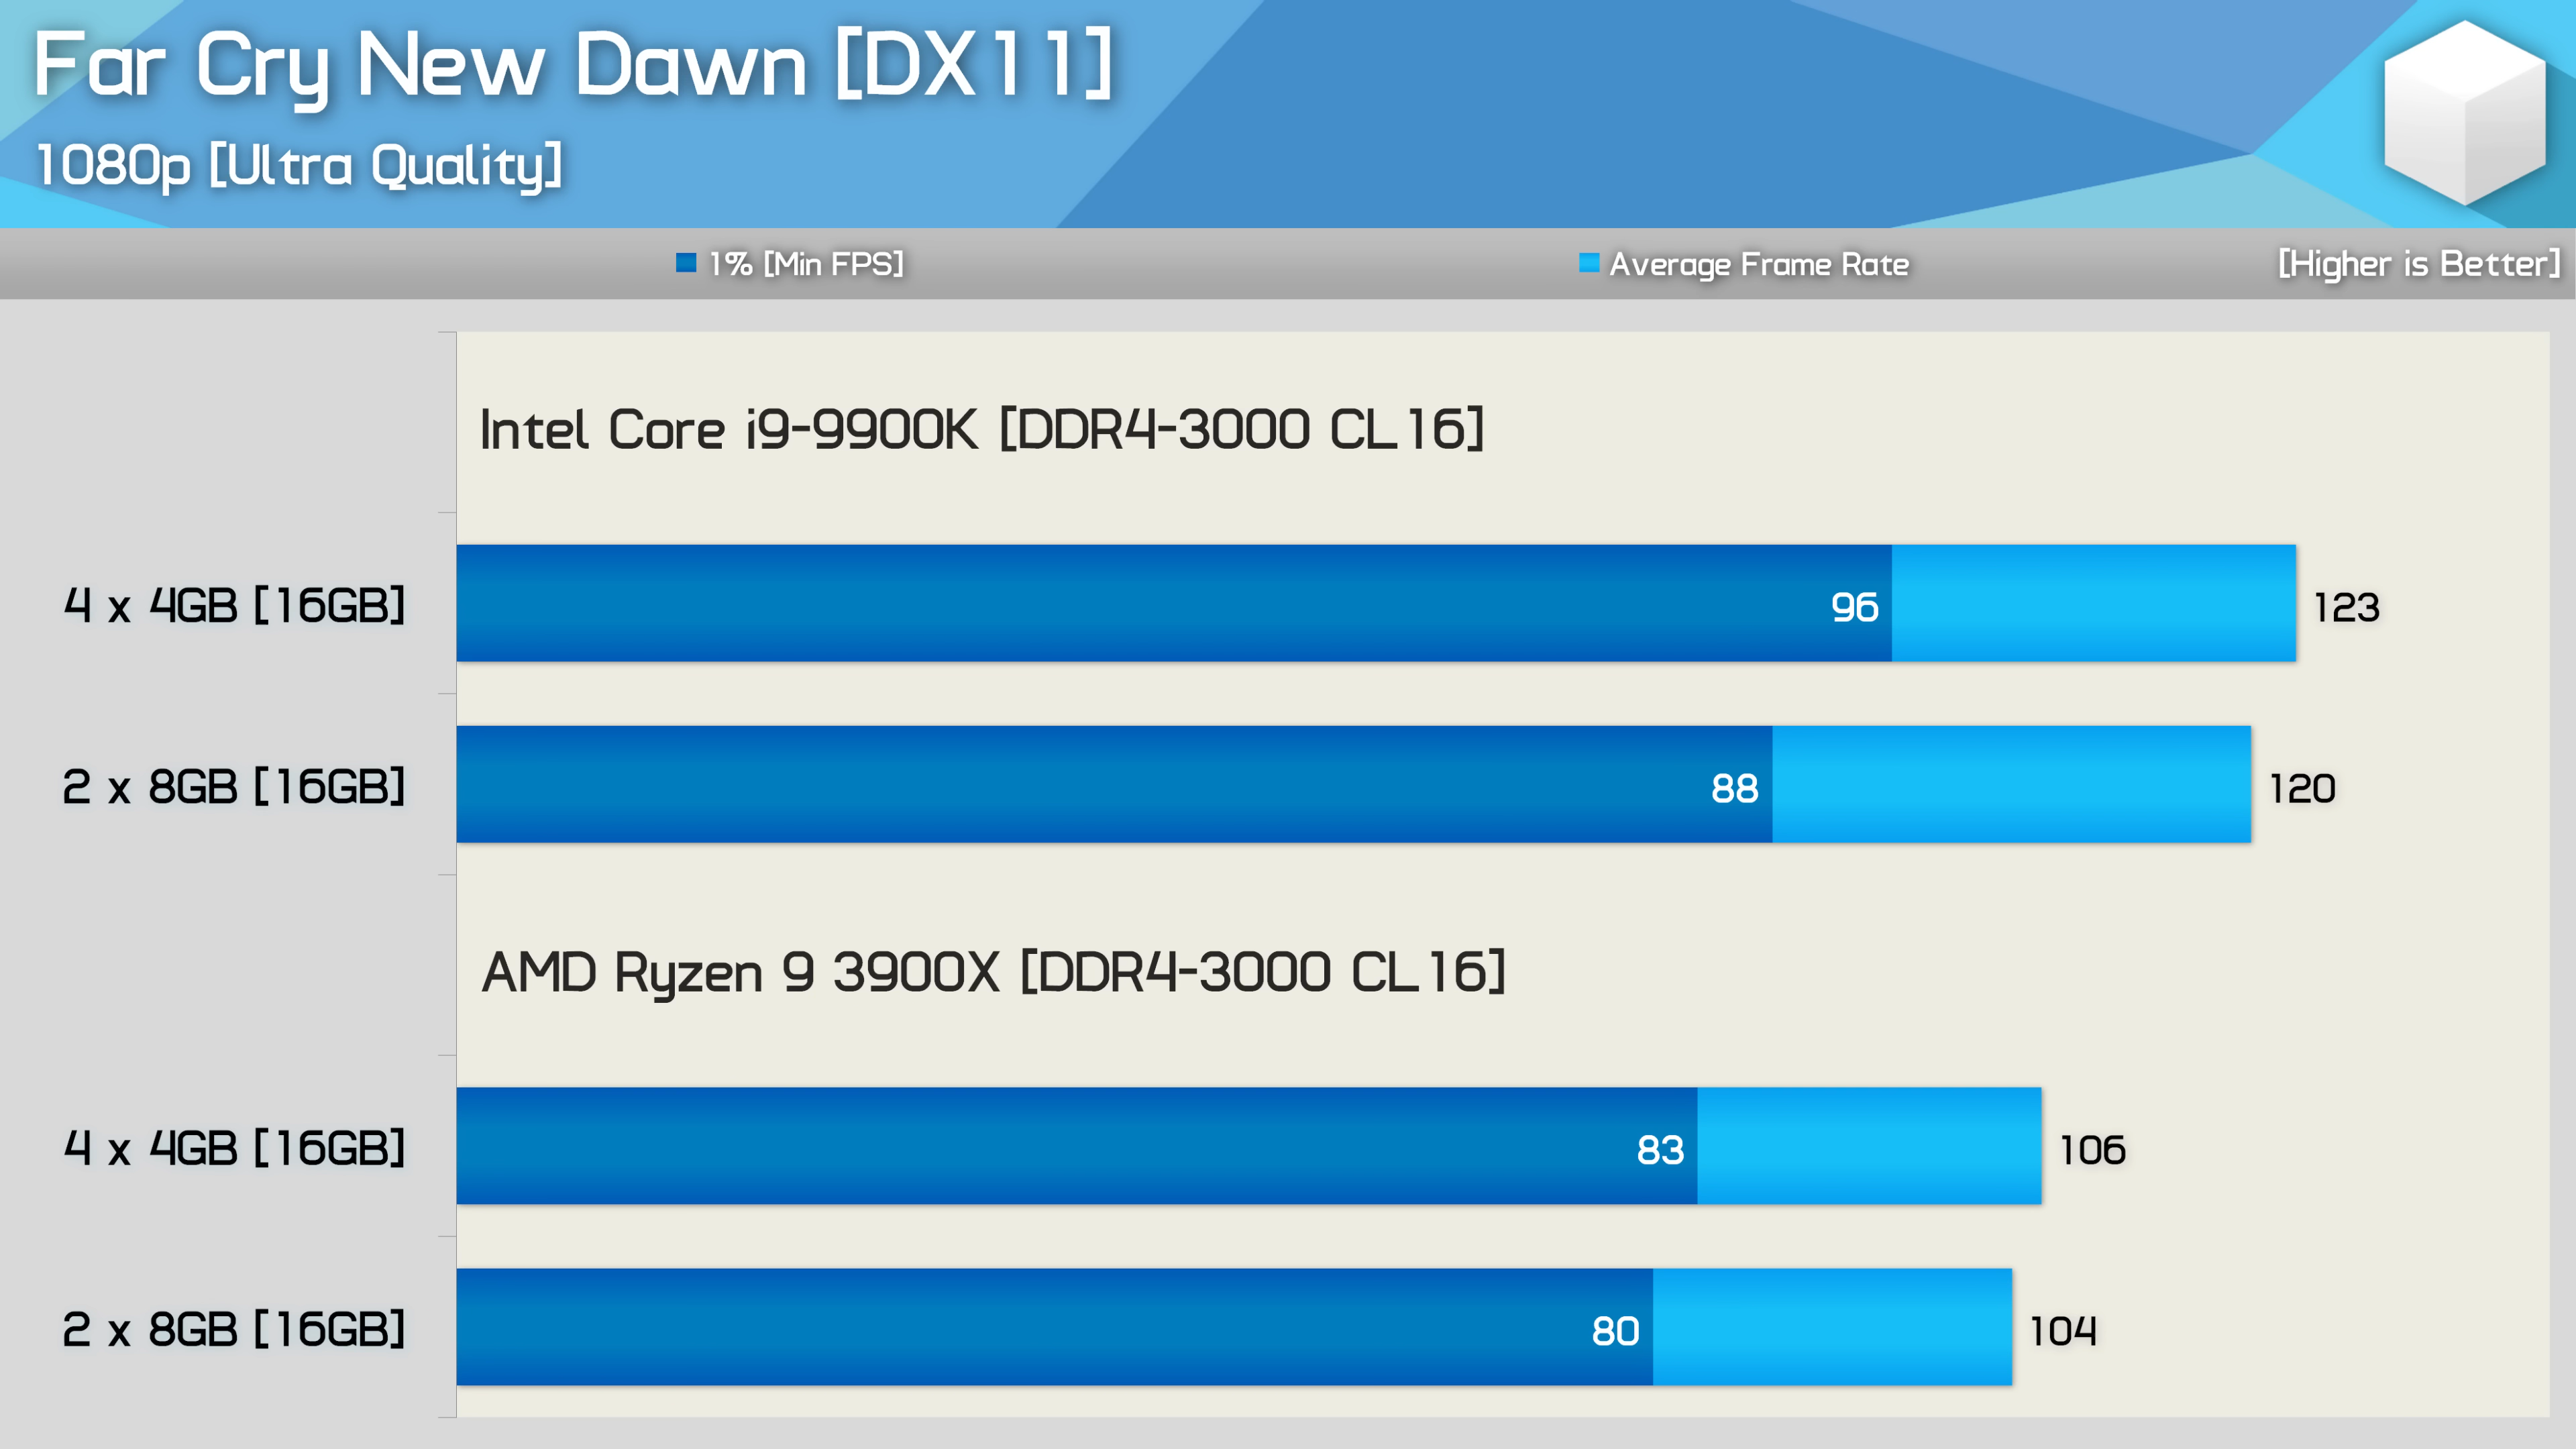 Far Cry New Dawn [DX11]
1080p [Ultra Quality]
1% [Min FPS] Average Frame Rate [Higher is Better]
Intel Core i9-9900K [DDR4-3000 CL16]
4 x 4GB [16GB] 96 123
2 x 8GB [16GB] 88 120
AMD Ryzen 9 3900X [DDR4-3000 CL16]
4 x 4GB [16GB] 83 106
2 x 8GB [16GB] 80 104